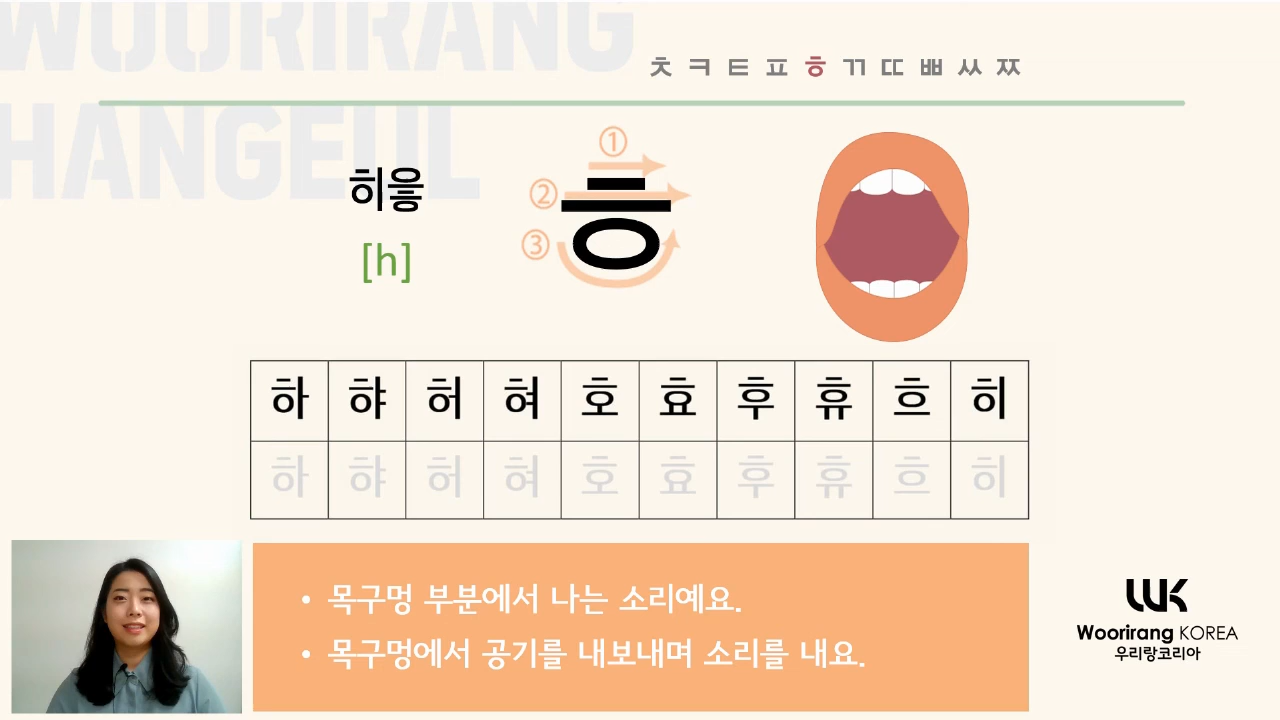 WOORIRANG
HANGEUL
ㅊ ㅋ ㅌ ㅍ ㅎ ㄲ ㄸ ㅃ ㅆ ㅉ
히읗
[h]
①
②
③
ㅎ
하 햐 허 혀 호 효 후 휴 흐 히
하 햐 허 혀 호 효 후 휴 흐 히
• 목구멍 부분에서 나는 소리예요.
• 목구멍에서 공기를 내보내며 소리를 내요.
WK
Woorirang KOREA
우리랑코리아